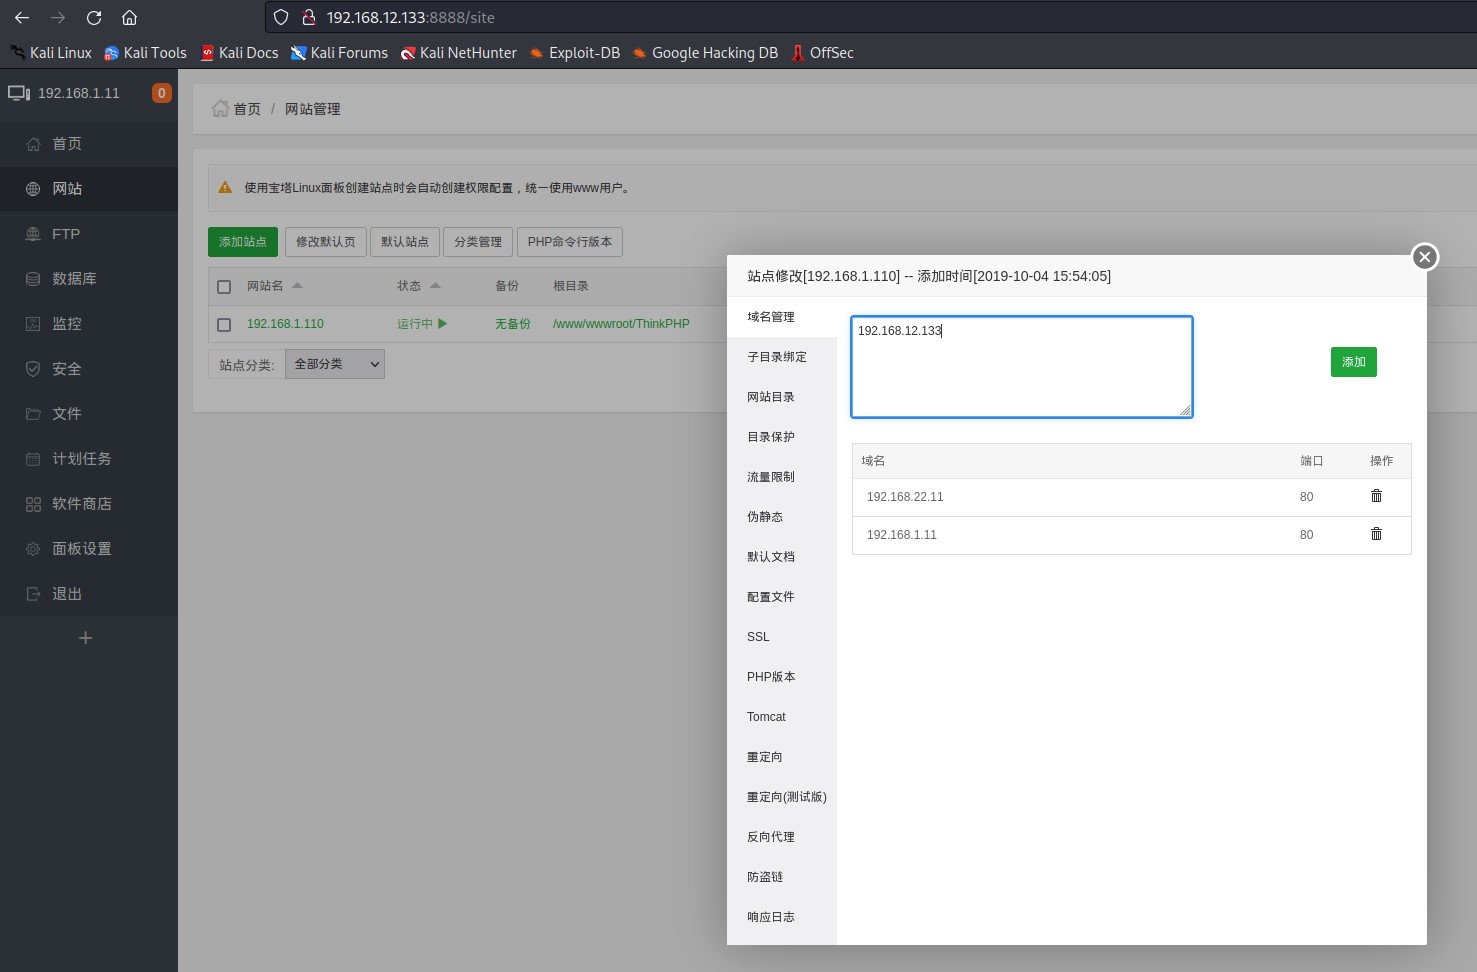 192.168.12.133:8888/site
Kali Linux Kali Tools Kali Docs Kali Forums Kali NetHunter Exploit-DB Google Hacking DB OffSec
192.168.1.11 0
首页
网站
FTP
数据库
监控
安全
文件
计划任务
软件商店
面板设置
退出
首页 / 网站管理
使用宝塔Linux面板创建站点时会自动创建权限配置，统一使用www用户。
添加站点 修改默认页 默认站点 分类管理 PHP命令行版本
网站名 状态 备份 根目录
192.168.1.110 运行中 无备份 /www/wwwroot/ThinkPHP
站点分类: 全部分类
站点修改[192.168.1.110] -- 添加时间[2019-10-04 15:54:05]
域名管理
子目录绑定
网站目录
目录保护
流量限制
伪静态
默认文档
配置文件
SSL
PHP版本
Tomcat
重定向
重定向(测试版)
反向代理
防盗链
响应日志
192.168.12.133
添加
域名 端口 操作
192.168.22.11 80
192.168.1.11 80